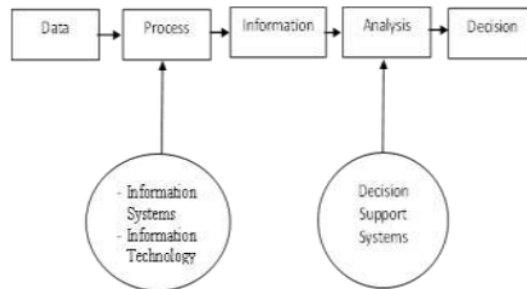 Data
Process
Information
Analysis
Decision
- Information
Systems
- Information
Technology
Decision
Support
Systems